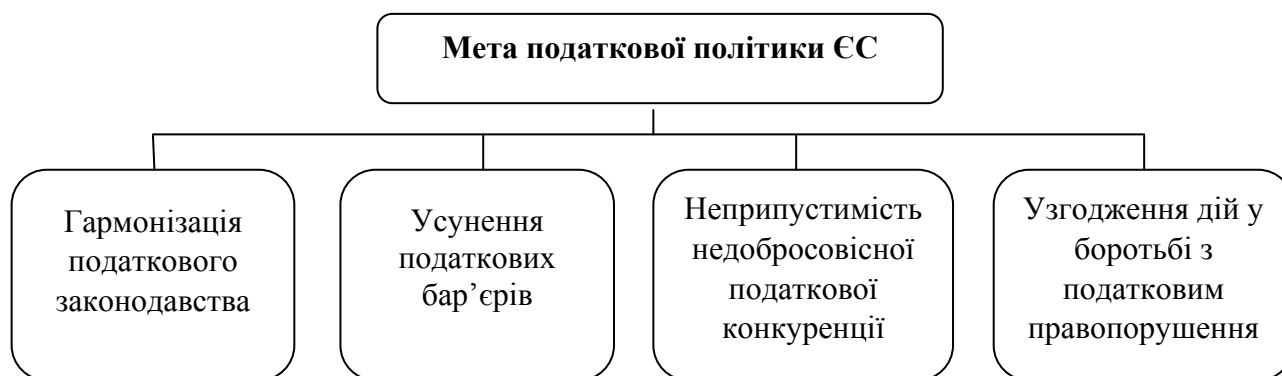 Мета податкової політики ЄС
Гармонізація
податкового
законодавства
Усунення
податкових
бар’єрів
Неприпустимість
недобросовісної
податкової
конкуренції
Узгодження дій у
боротьбі з
податковим
правопорушення